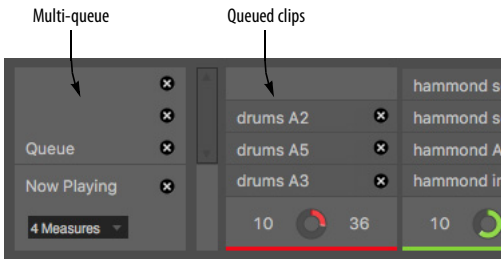 Multi-queue Queued clips
hammond s
drums A2 hammond s
Queue drums A5 hammond A
Now Playing drums A3 hammond in
4 Measures 10 36 10